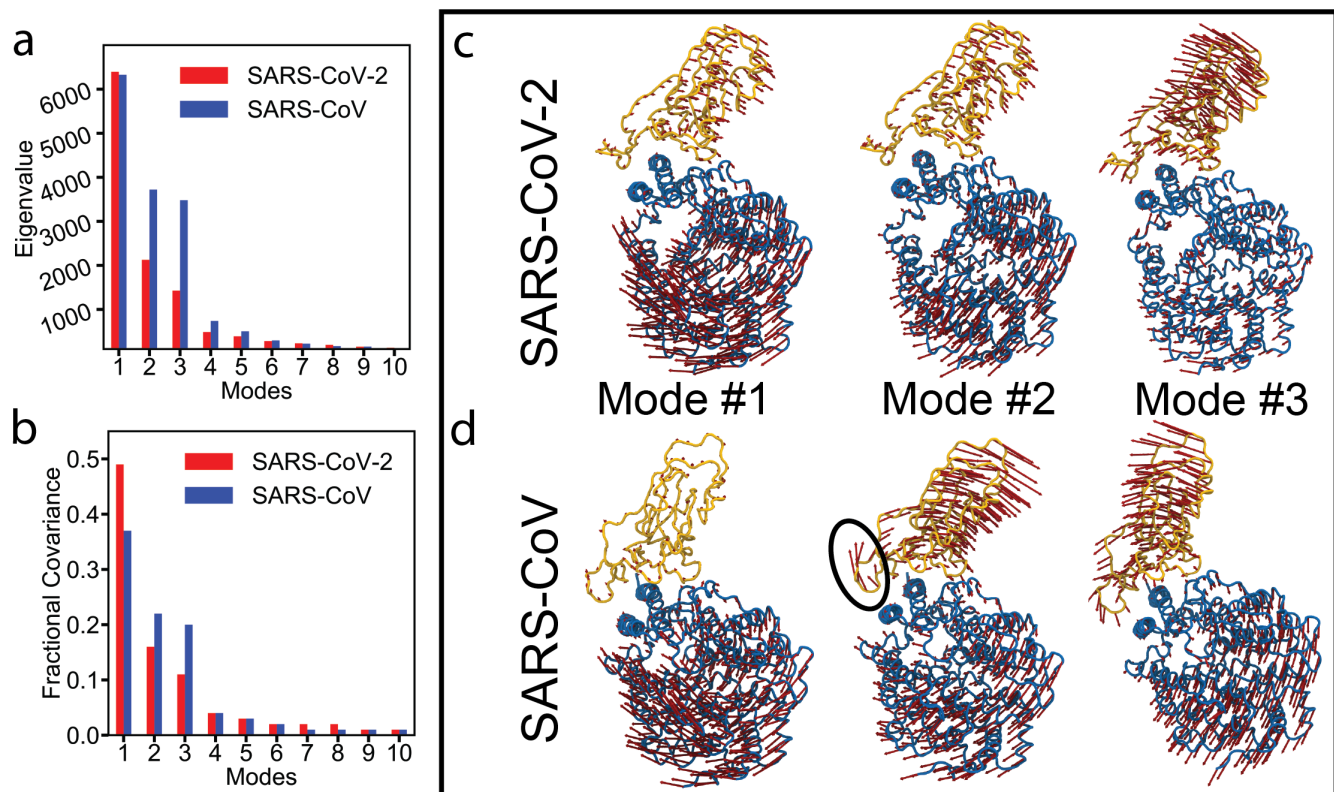 a
SARS-CoV-2
SARS-CoV
6000
5000
4000
3000
2000
1000
Eigenvalue
1 2 3 4 5 6 7 8 9 10
Modes
b
SARS-CoV-2
SARS-CoV
0.5
0.4
0.3
0.2
0.1
0.0
Fractional Covariance
1 2 3 4 5 6 7 8 9 10
Modes
c
SARS-CoV-2
Mode #1 Mode #2 Mode #3
d
SARS-CoV